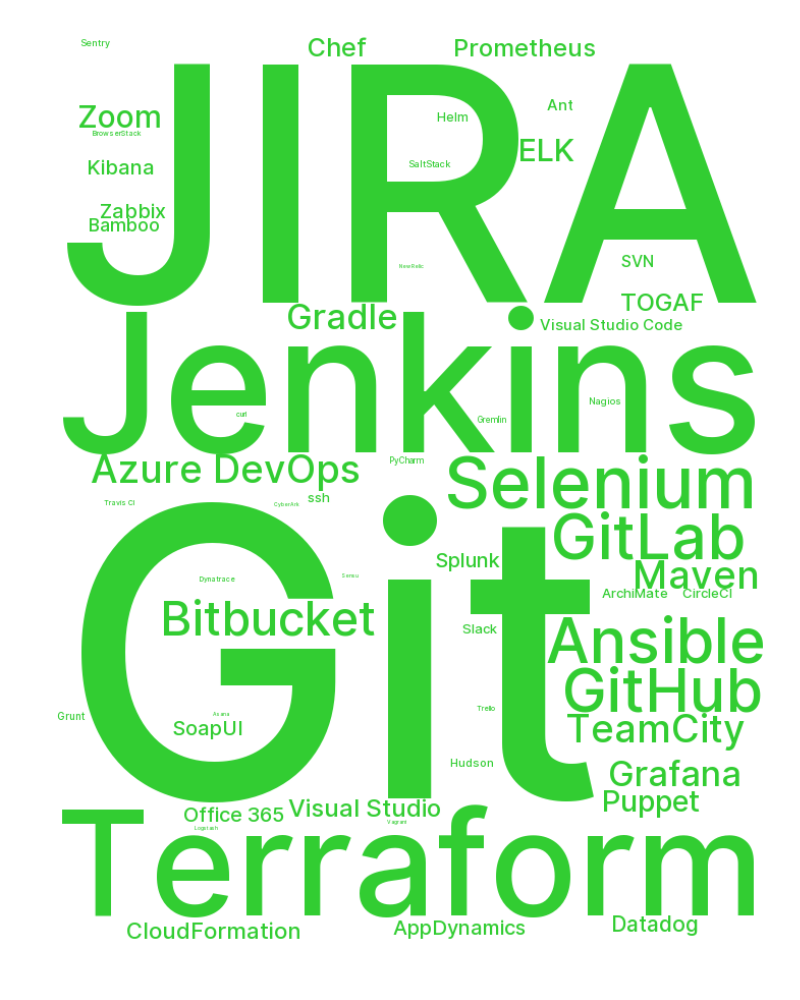 Sentry
Chef
Prometheus
JIRA
Zoom
BrowserStack
Ant
Helm
ELK
Kibana
SaltStack
Zabbix
Bamboo
SVN
TOGAF
Gradle
Visual Studio Code
Jenkins
Nagios
curl
Gremlin
PyCharm
Azure DevOps
Selenium
ssh
Travis CI
CyberArk
GitLab
Git
Splunk
Maven
Dynatrace
ArchiMate
CircleCI
Bitbucket
Slack
Ansible
GitHub
Trello
Asana
Grunt
SoapUI
TeamCity
Hudson
Grafana
Puppet
Visual Studio
Office 365
Vagrant
Logstash
Terraform
CloudFormation
AppDynamics
Datadog